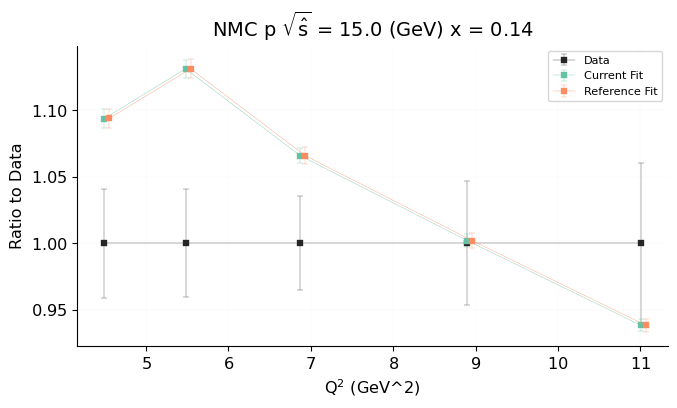 NMC p √ŝ = 15.0 (GeV) x = 0.14
Data
Current Fit
Reference Fit
Ratio to Data
1.10
1.05
1.00
0.95
5 6 7 8 9 10 11
Q² (GeV^2)